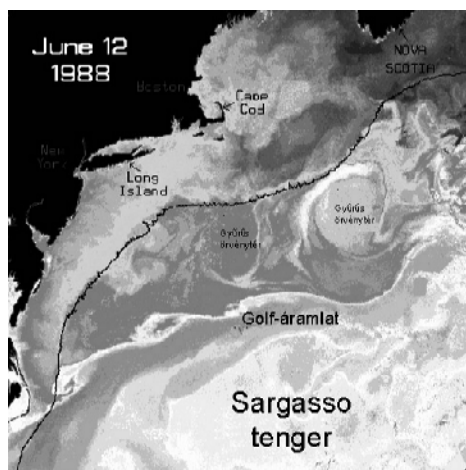 June 12
1988
NOVA
SCOTIA
Boston
Cape
Cod
New
York
Long
Island
Gyűrűs
örvénytér
Gyűrűs
örvénytér
Golf-áramlat
Sargasso
tenger